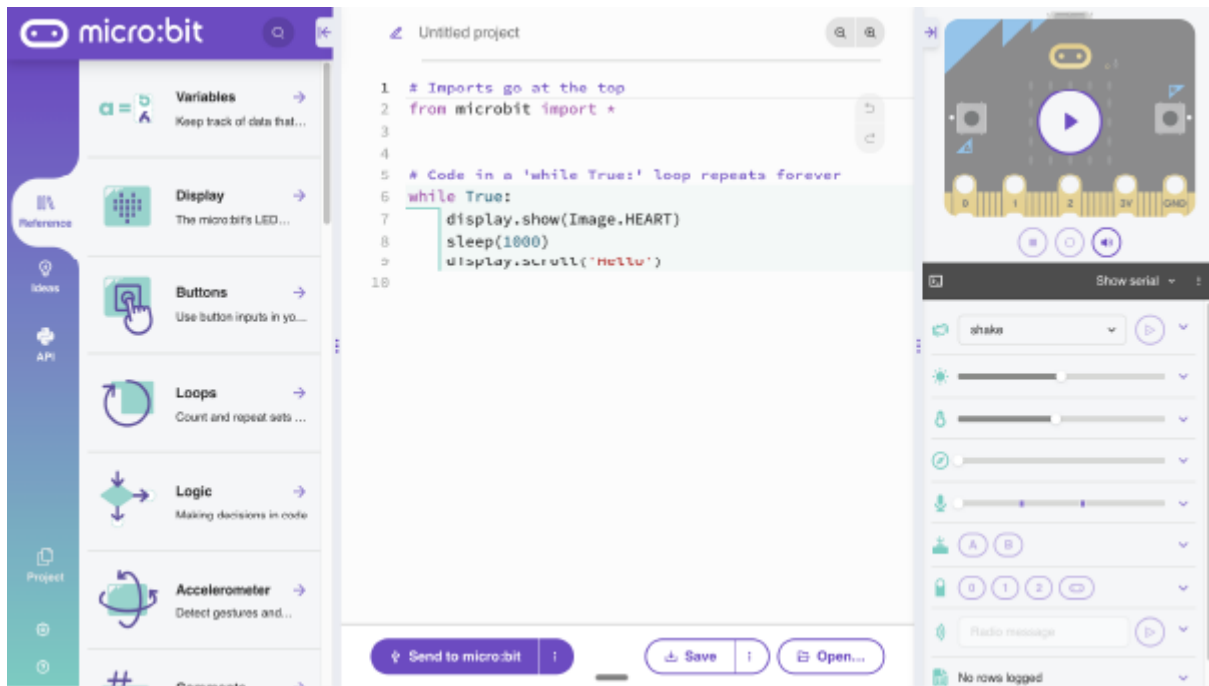 micro:bit
Reference
Ideas
API
Project
Variables
Keep track of data that...
Display
The micro:bit's LED...
Buttons
Use button inputs in yo...
Loops
Count and repeat sets ...
Logic
Making decisions in code
Accelerometer
Detect gestures and...
Comments
Untitled project
1 # Imports go at the top
2 from microbit import *
3
4
5 # Code in a 'while True:' loop repeats forever
6 while True:
7 display.show(Image.HEART)
8 sleep(1000)
9 display.scroll('Hello')
10
Send to micro:bit
Save
Open...
A
0 1 2 3V GND
Show serial
shake
A B
0 1 2
Radio message
No rows logged